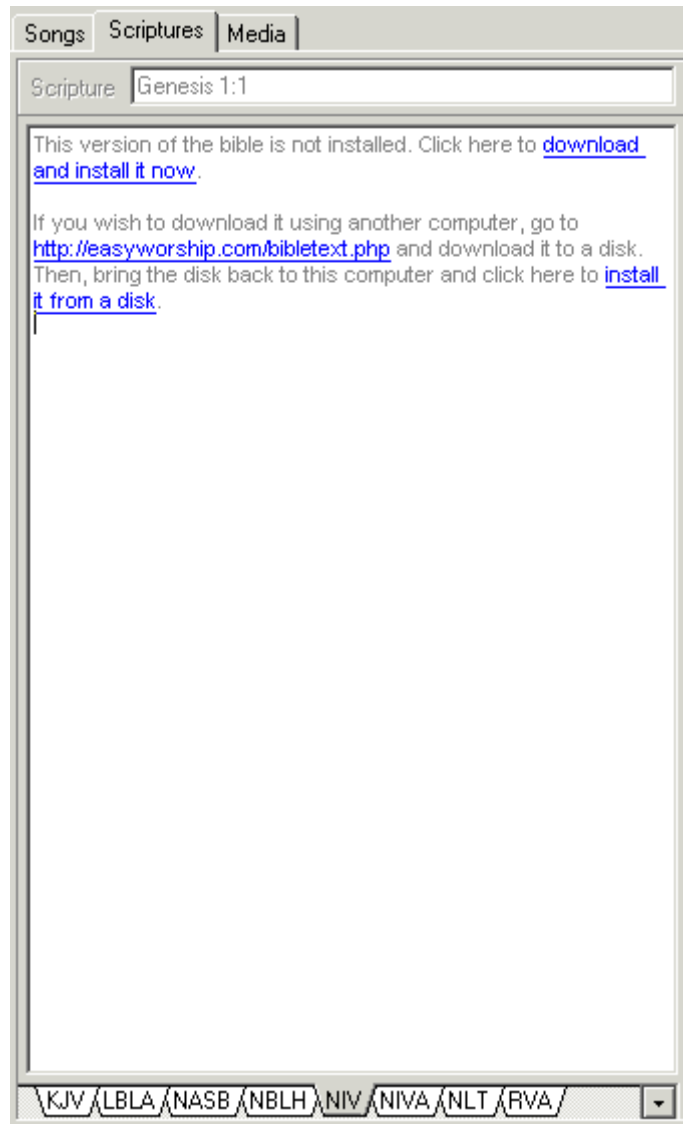 Songs Scriptures Media
Scripture Genesis 1:1
This version of the bible is not installed. Click here to download
and install it now.
If you wish to download it using another computer, go to
http://easyworship.com/bibletext.php and download it to a disk.
Then, bring the disk back to this computer and click here to install
it from a disk.
KJV LBLA NASB NBLH NIV NIVA NLT RVA